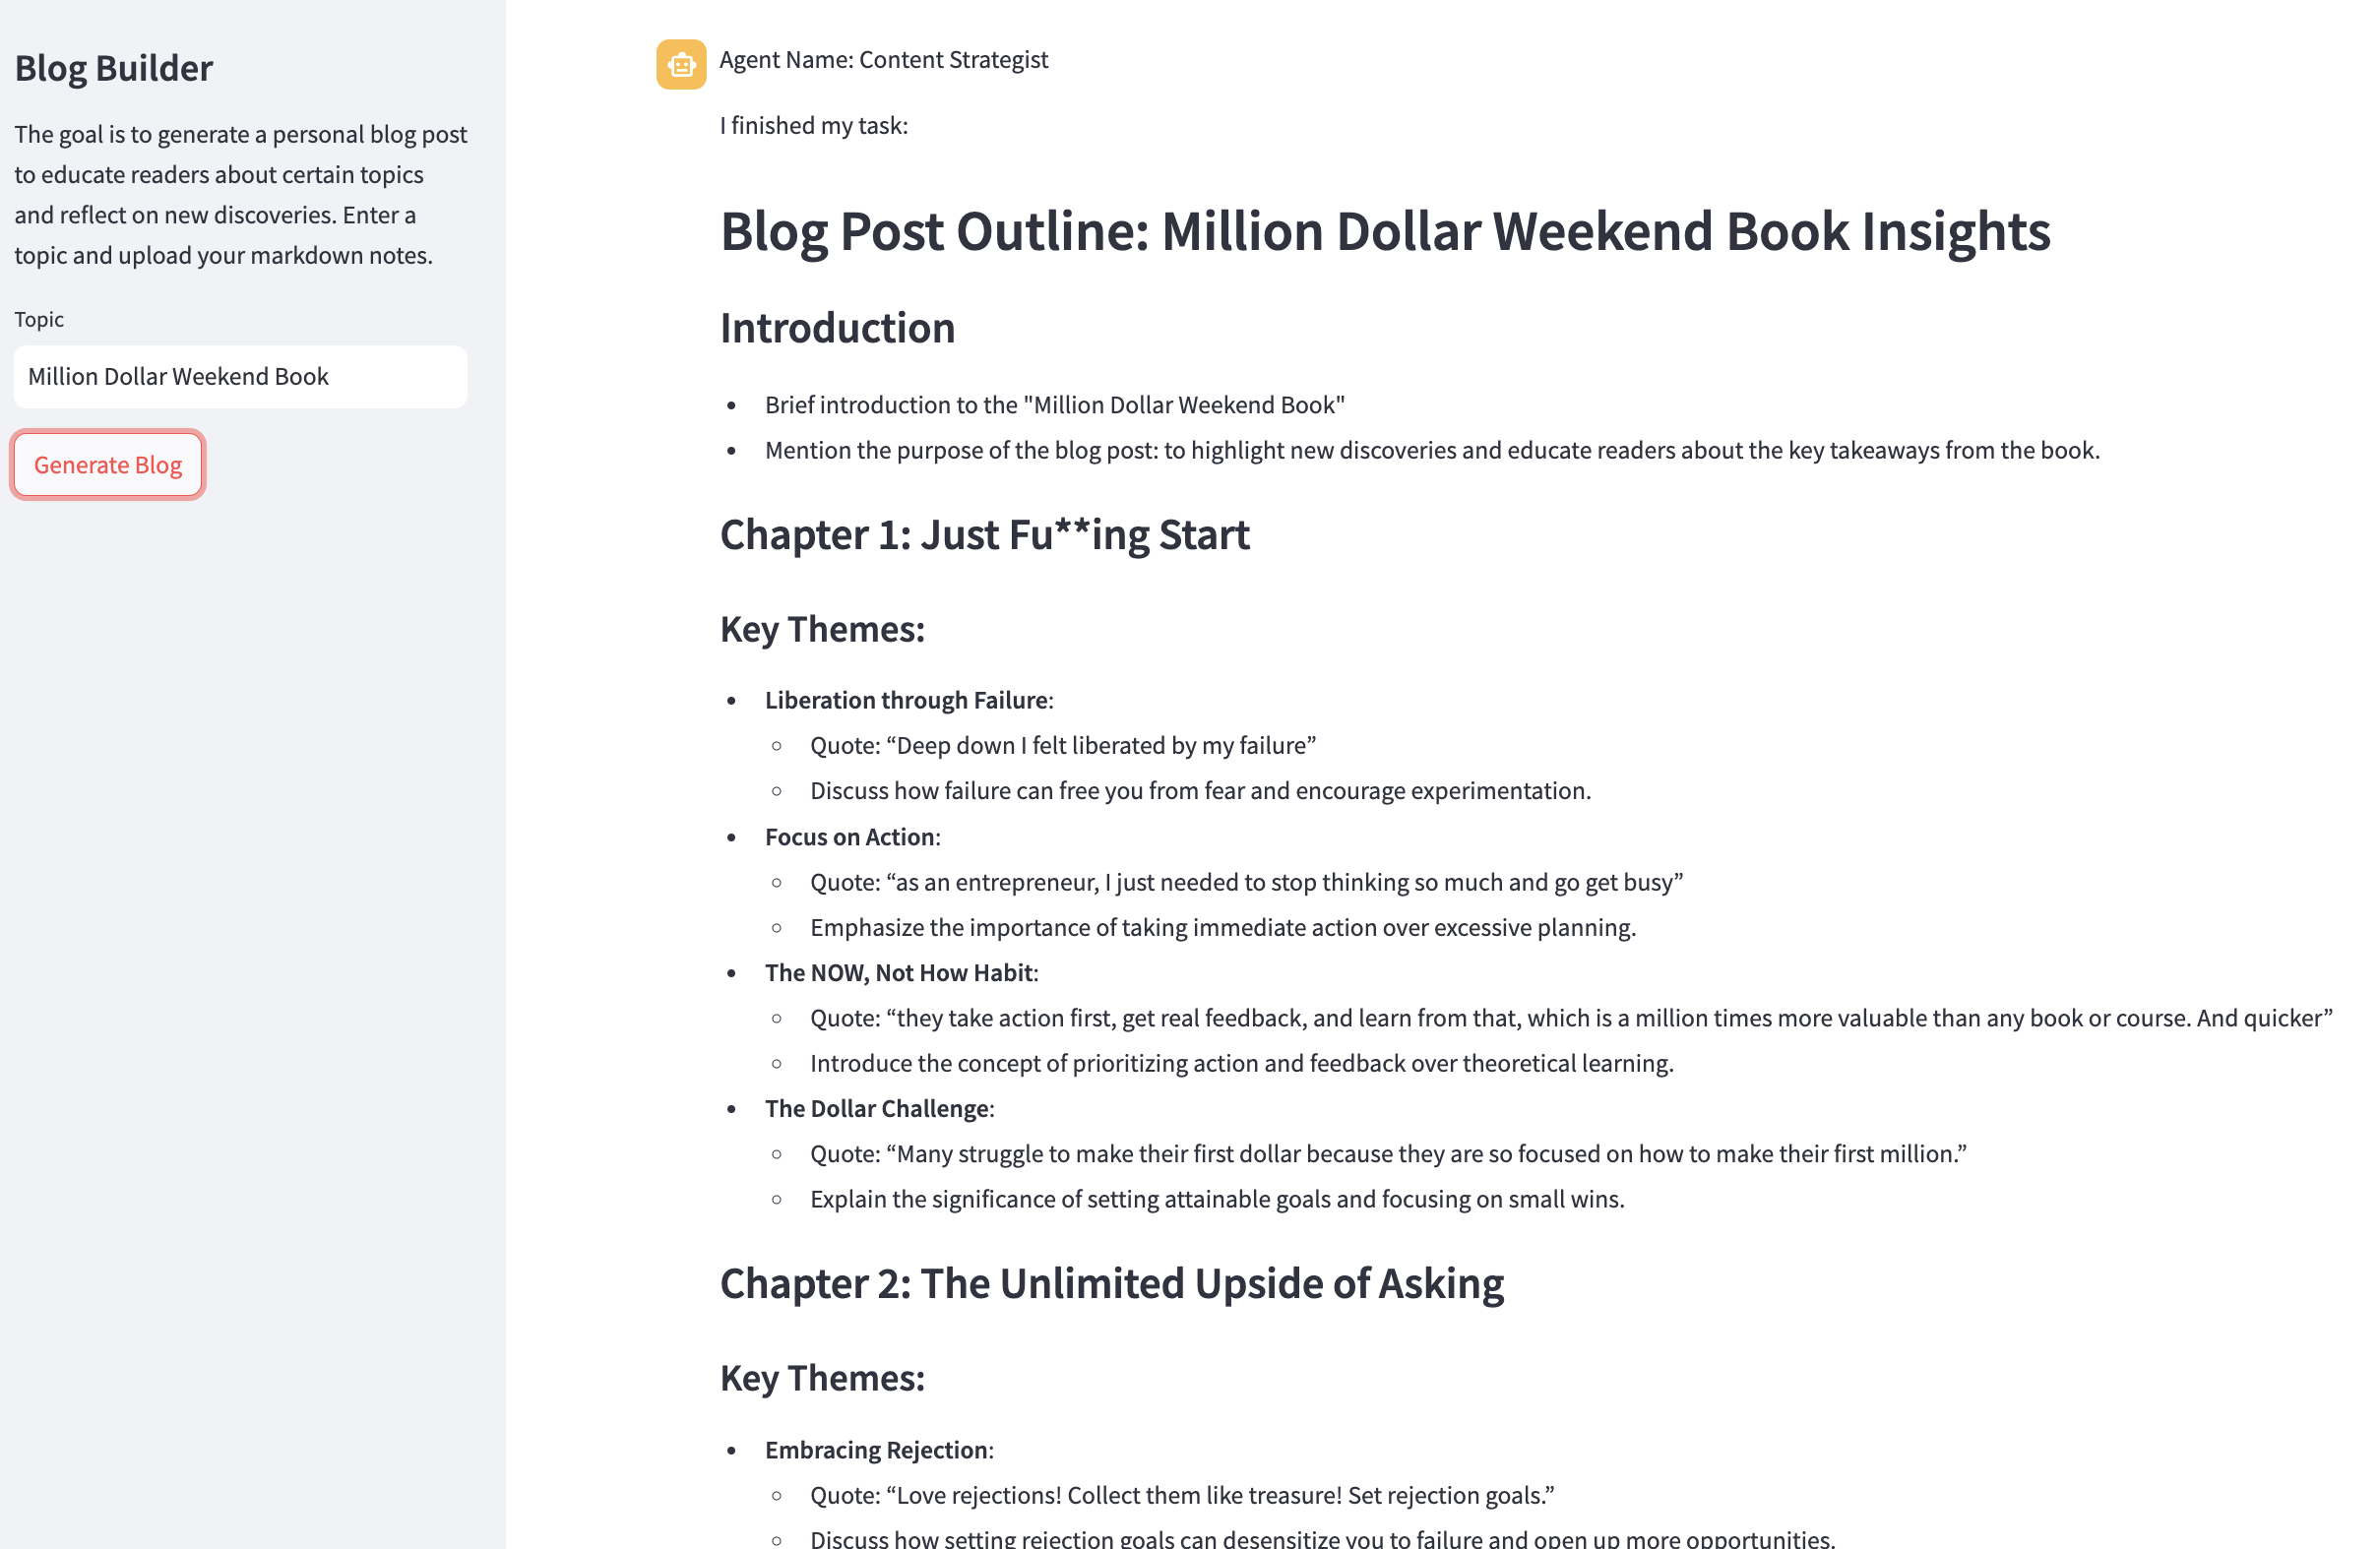 Blog Builder
The goal is to generate a personal blog post
to educate readers about certain topics
and reflect on new discoveries. Enter a
topic and upload your markdown notes.
Topic
Million Dollar Weekend Book
Generate Blog
Agent Name: Content Strategist
I finished my task:
Blog Post Outline: Million Dollar Weekend Book Insights
Introduction
• Brief introduction to the "Million Dollar Weekend Book"
• Mention the purpose of the blog post: to highlight new discoveries and educate readers about the key takeaways from the book.
Chapter 1: Just Fu**ing Start
Key Themes:
• Liberation through Failure:
◦ Quote: “Deep down I felt liberated by my failure”
◦ Discuss how failure can free you from fear and encourage experimentation.
• Focus on Action:
◦ Quote: “as an entrepreneur, I just needed to stop thinking so much and go get busy”
◦ Emphasize the importance of taking immediate action over excessive planning.
• The NOW, Not How Habit:
◦ Quote: “they take action first, get real feedback, and learn from that, which is a million times more valuable than any book or course. And quicker”
◦ Introduce the concept of prioritizing action and feedback over theoretical learning.
• The Dollar Challenge:
◦ Quote: “Many struggle to make their first dollar because they are so focused on how to make their first million.”
◦ Explain the significance of setting attainable goals and focusing on small wins.
Chapter 2: The Unlimited Upside of Asking
Key Themes:
• Embracing Rejection:
◦ Quote: “Love rejections! Collect them like treasure! Set rejection goals.”
◦ Discuss how setting rejection goals can desensitize you to failure and open up more opportunities.